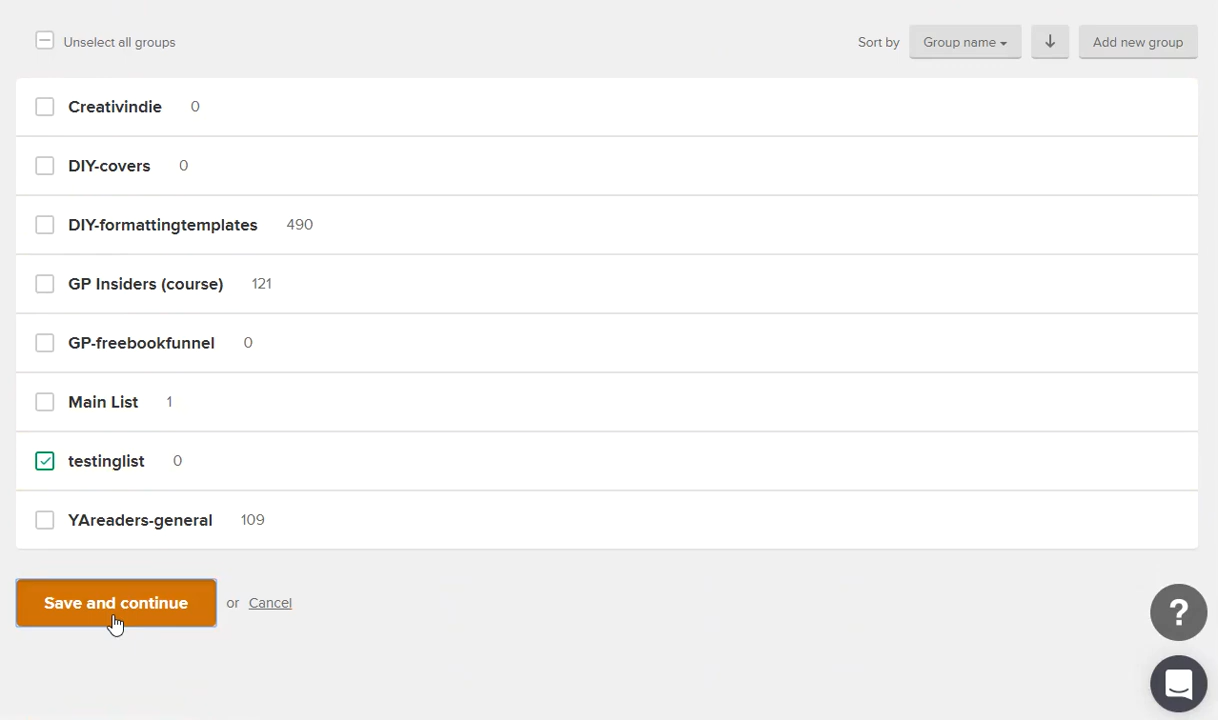 Unselect all groups
Sort by Group name Add new group
Creativindie 0
DIY-covers 0
DIY-formattingtemplates 490
GP Insiders (course) 121
GP-freebookfunnel 0
Main List 1
testinglist 0
YAreaders-general 109
Save and continue or Cancel
?